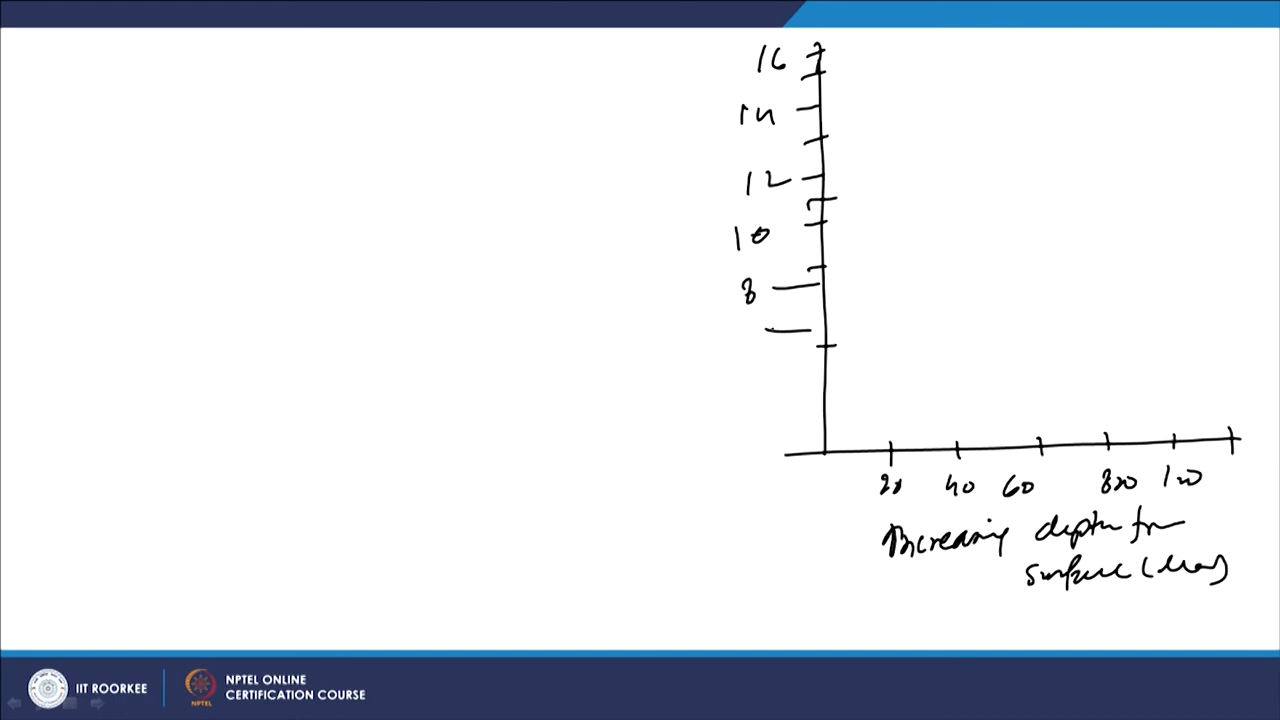 16
14
12
10
8
20 40 60 800 100
Increasing depth from
surface (
IIT ROORKEE
NPTEL ONLINE
CERTIFICATION COURSE